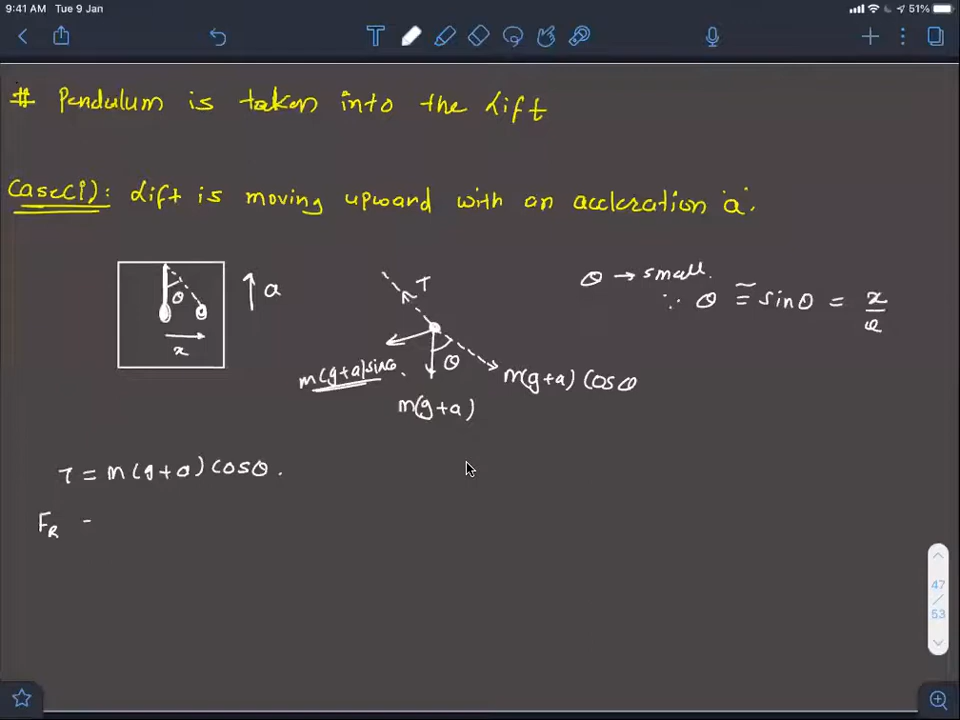 9:41 AM Tue 9 Jan
51%
# Pendulum is taken into the Lift
Case(i): Lift is moving upward with an accleration 'a'.
θ → small.
∵ θ ≅ sinθ = x/l
T
a
θ
x
θ
m(g+a)sinθ.
m(g+a) Cosθ
m(g+a)
T = m(g+a) Cosθ.
F_R =
47
/
53